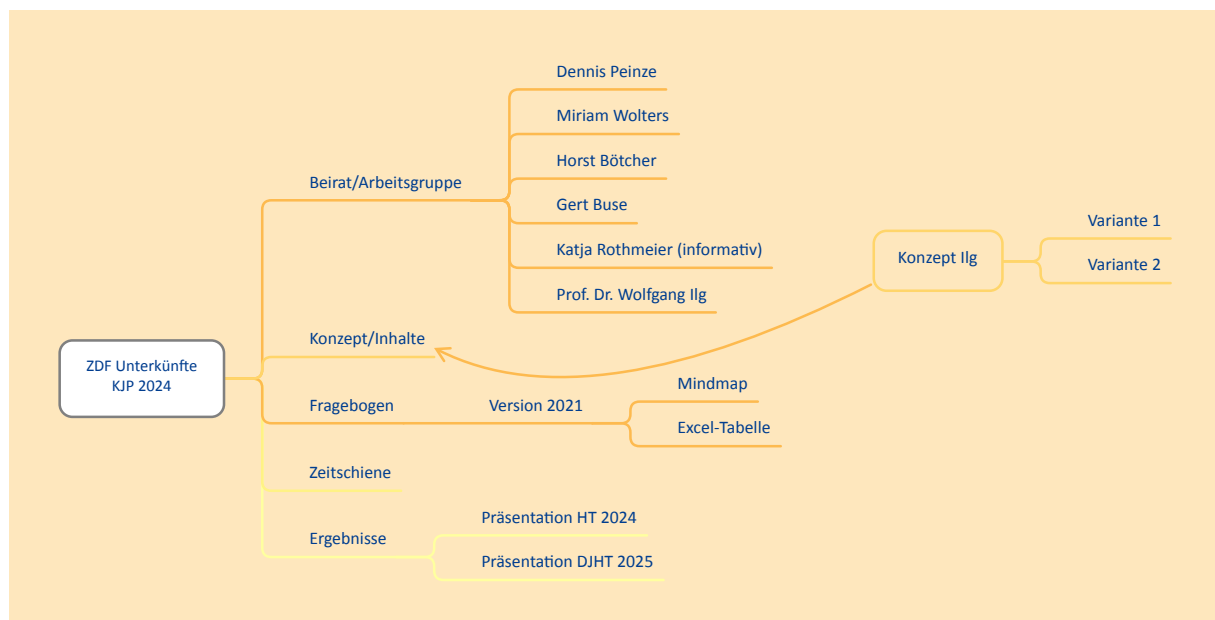 ZDF Unterkünfte
KJP 2024
Beirat/Arbeitsgruppe
Dennis Peinze
Miriam Wolters
Horst Bötcher
Gert Buse
Katja Rothmeier (informativ)
Prof. Dr. Wolfgang Ilg
Konzept/Inhalte
Fragebogen
Version 2021
Mindmap
Excel-Tabelle
Zeitschiene
Ergebnisse
Präsentation HT 2024
Präsentation DJHT 2025
Konzept Ilg
Variante 1
Variante 2